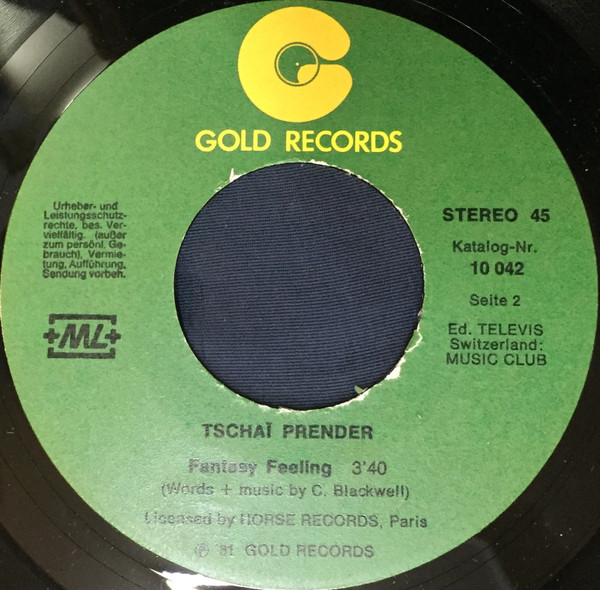 GOLD RECORDS
Urheber- und
Leistungsschutz-
rechte, bes. Ver-
vielfältig. (außer
zum persönl. Ge-
brauch), Vermie-
tung, Aufführung,
Sendung vorbeh.
+ML+
STEREO 45
Katalog-Nr.
10 042
Seite 2
Ed. TELEVIS
Switzerland:
MUSIC CLUB
TSCHAÏ PRENDER
Fantasy Feeling 3'40
(Words + music by C. Blackwell)
Licensed by HORSE RECORDS, Paris
℗ '81 GOLD RECORDS